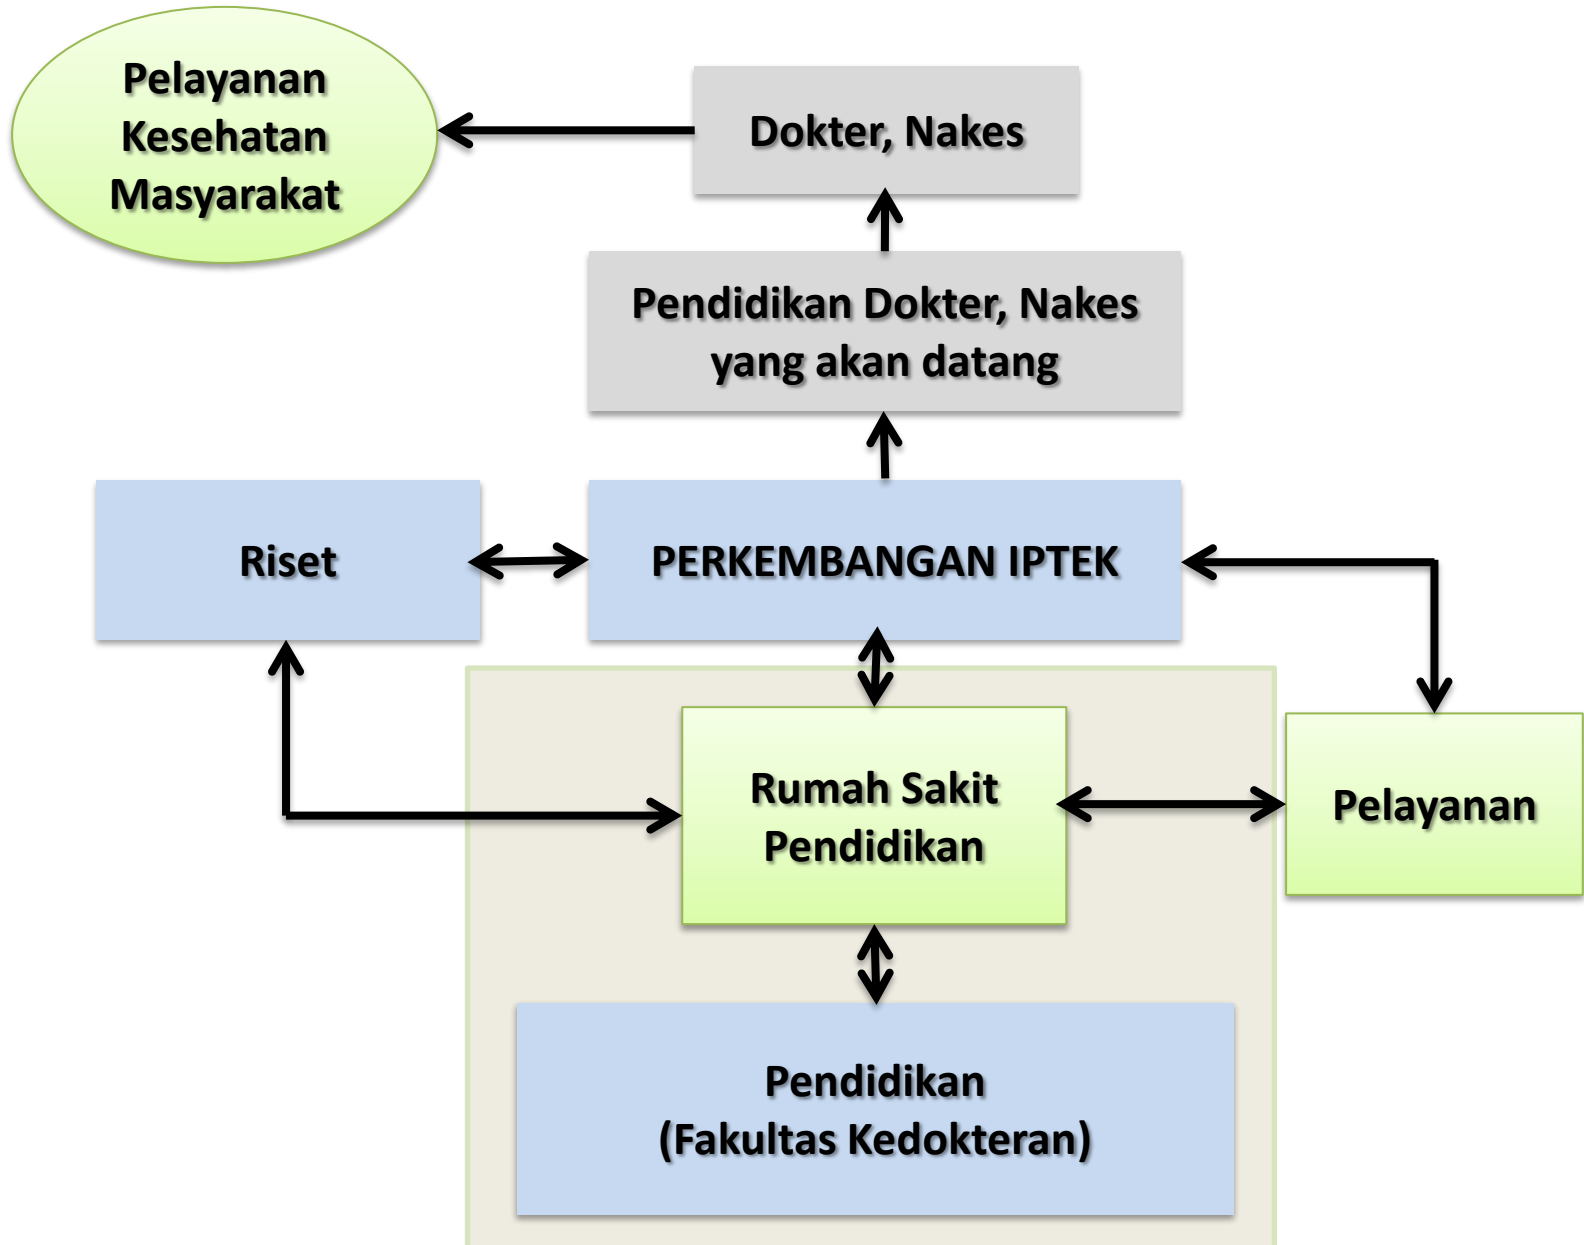 Pelayanan
Kesehatan
Masyarakat
Dokter, Nakes
Pendidikan Dokter, Nakes
yang akan datang
Riset
PERKEMBANGAN IPTEK
Rumah Sakit
Pendidikan
Pelayanan
Pendidikan
(Fakultas Kedokteran)